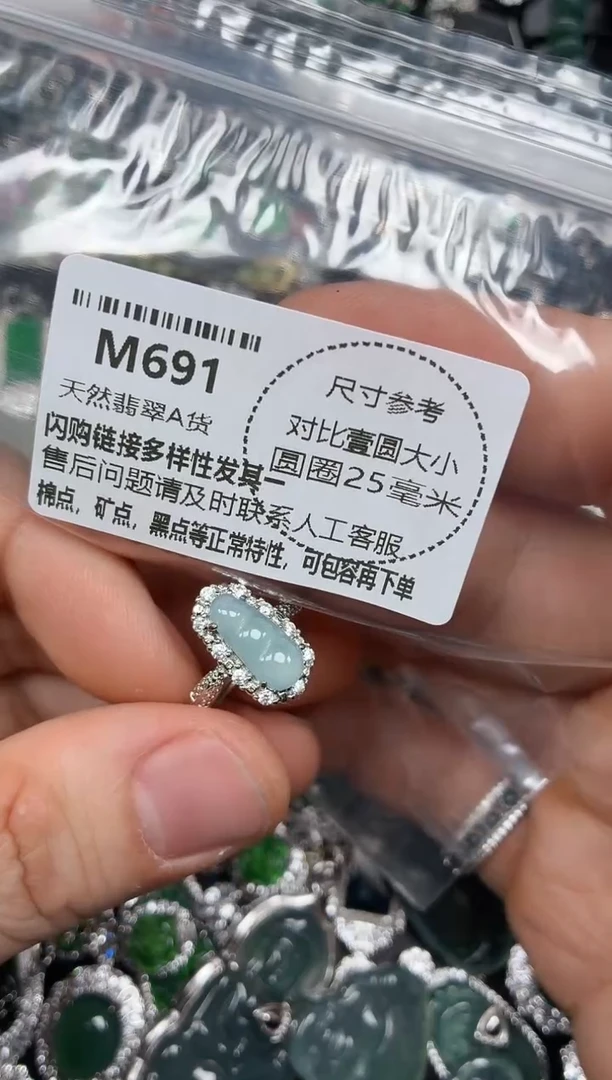 M691
天然翡翠A货
闪购链接多样性发其一
售后问题请及时联系人工客服
棉点，矿点，黑点等正常特性，可包容再下单
尺寸参考
对比壹圆大小
圆圈25毫米